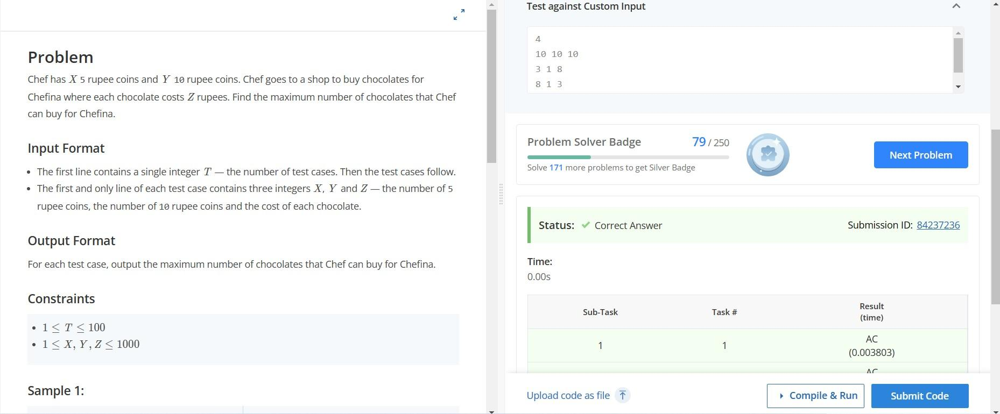 Problem
Chef has X 5 rupee coins and Y 10 rupee coins. Chef goes to a shop to buy chocolates for
Chefina where each chocolate costs Z rupees. Find the maximum number of chocolates that Chef
can buy for Chefina.
Input Format
• The first line contains a single integer T — the number of test cases. Then the test cases follow.
• The first and only line of each test case contains three integers X, Y and Z — the number of 5
rupee coins, the number of 10 rupee coins and the cost of each chocolate.
Output Format
For each test case, output the maximum number of chocolates that Chef can buy for Chefina.
Constraints
• 1 ≤ T ≤ 100
• 1 ≤ X, Y, Z ≤ 1000
Sample 1:
Test against Custom Input
4
10 10 10
3 1 8
8 1 3
Problem Solver Badge
79 / 250
Solve 171 more problems to get Silver Badge
Next Problem
Status: ✔ Correct Answer
Submission ID: 84237236
Time:
0.00s
Sub-Task Task # Result
(time)
1 1 AC
(0.003803)
AC
Upload code as file
Compile & Run
Submit Code